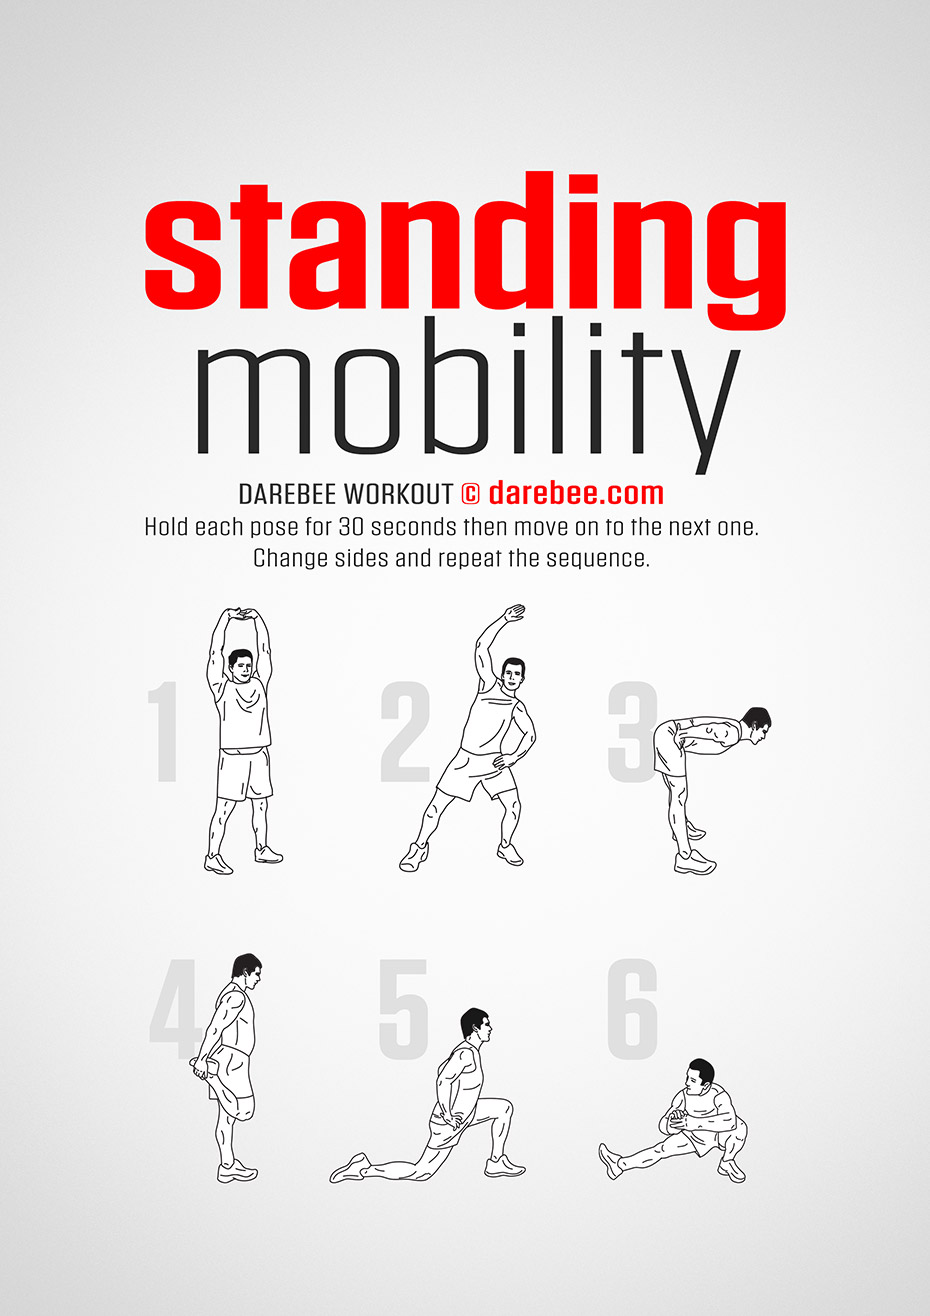 standing
mobility
DAREBEE WORKOUT © darebee.com
Hold each pose for 30 seconds then move on to the next one.
Change sides and repeat the sequence.
1
2
3
4
5
6